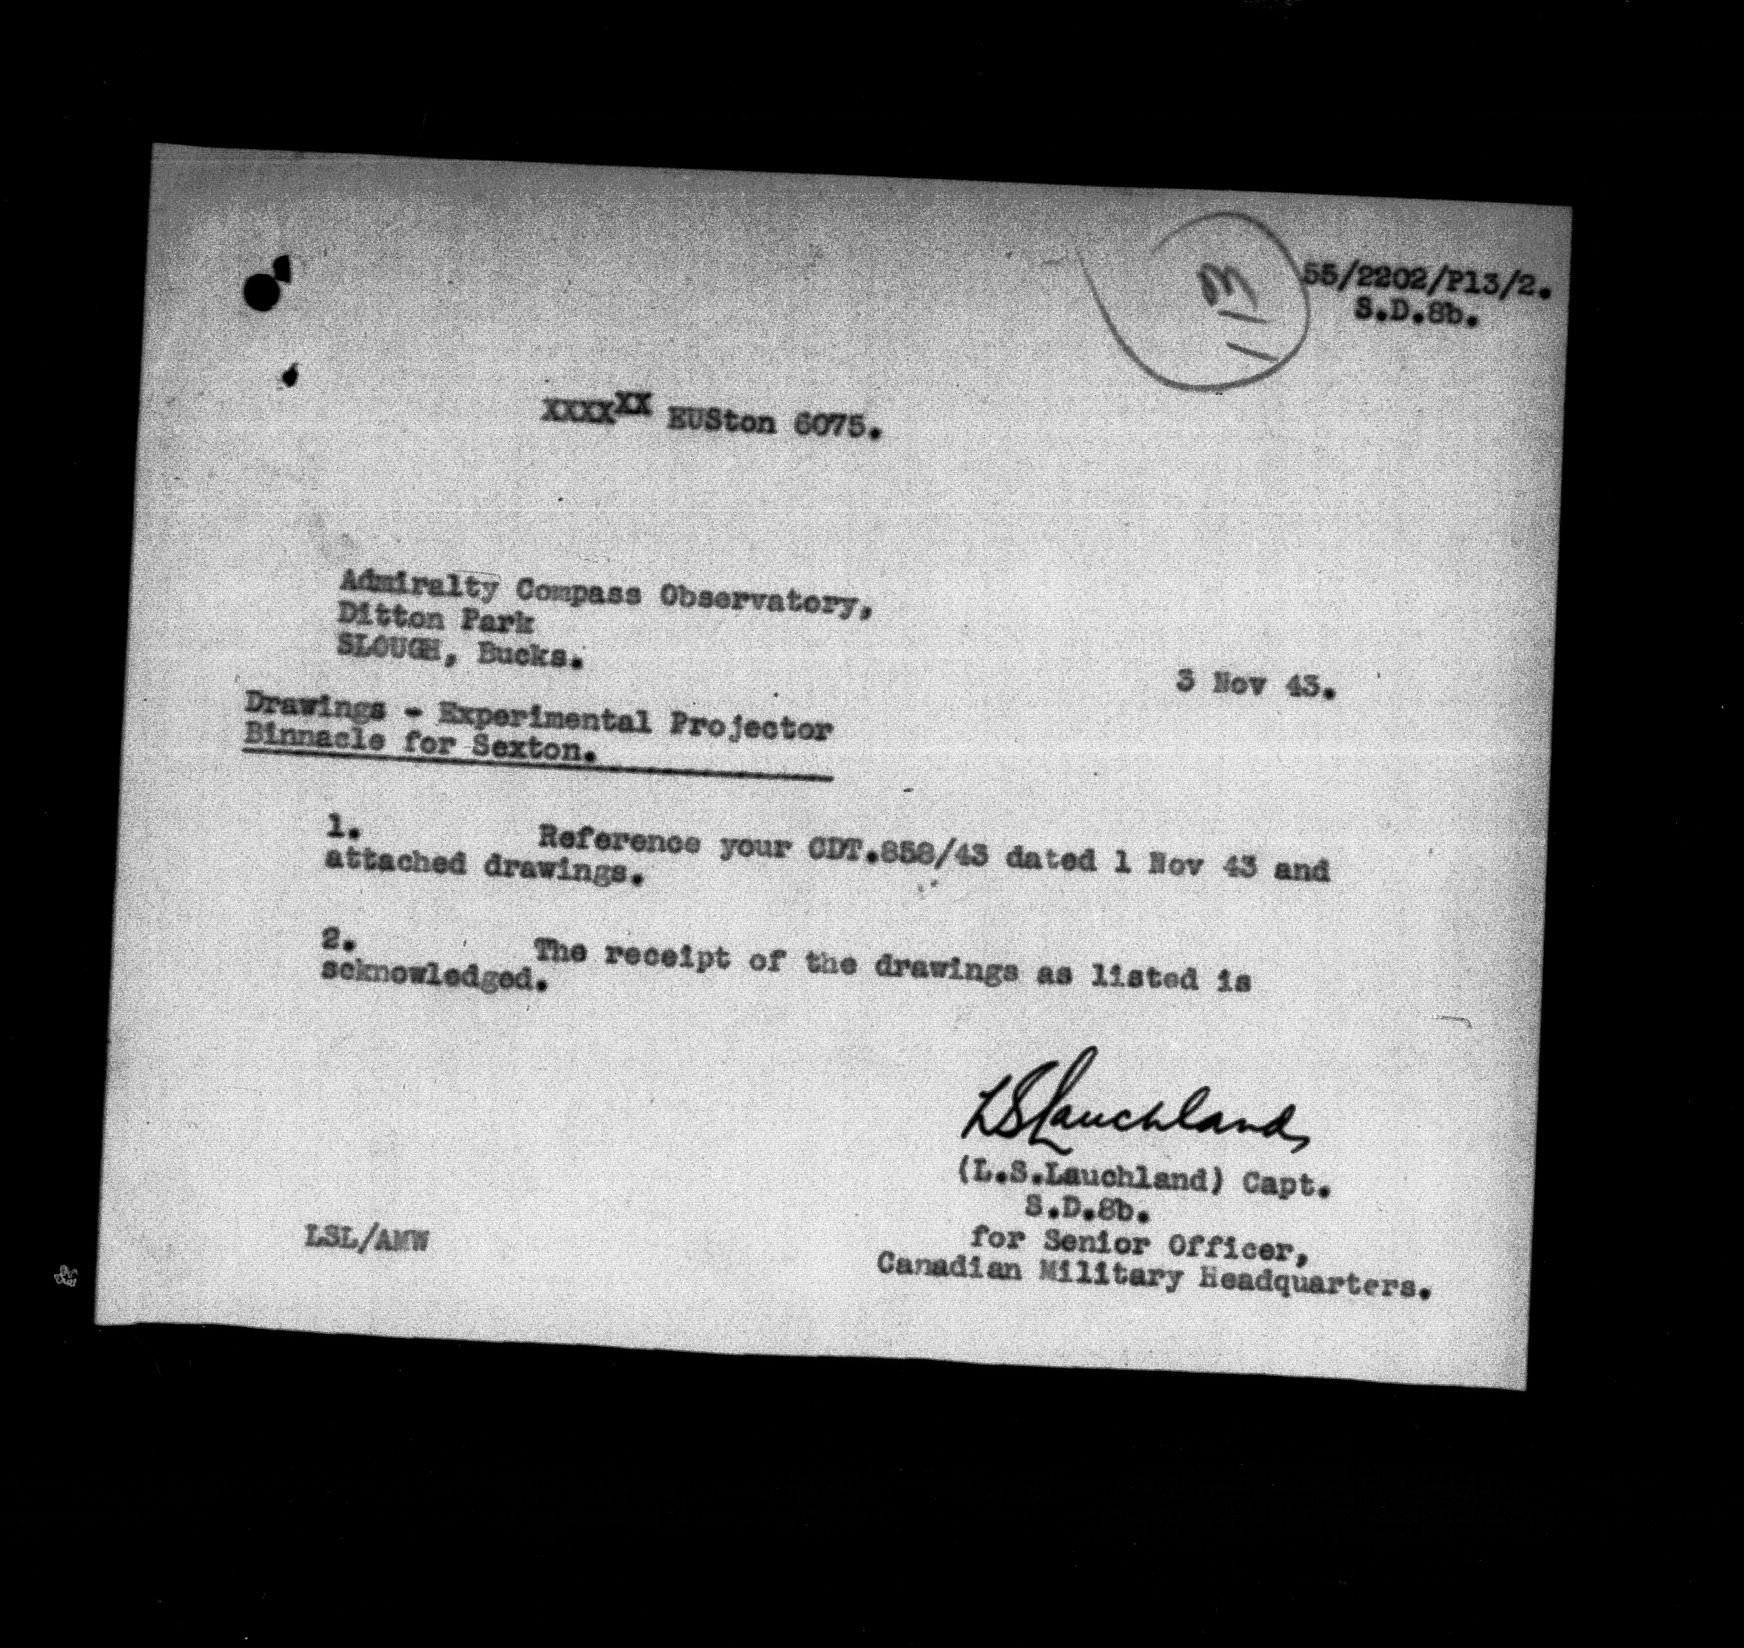 55/2202/P13/2.
S.D.8b.
XXXXXX EUSton 6075.
Admiralty Compass Observatory,
Ditton Park
SLOUGH, Bucks.
3 Nov 43.
Drawings - Experimental Projector
Binnacle for Sexton.
1. Reference your CDT.858/43 dated 1 Nov 43 and
attached drawings.
2. The receipt of the drawings as listed is
acknowledged.
LSLauchland
(L.S.Lauchland) Capt.
S.D.8b.
for Senior Officer,
Canadian Military Headquarters.
LSL/AMW